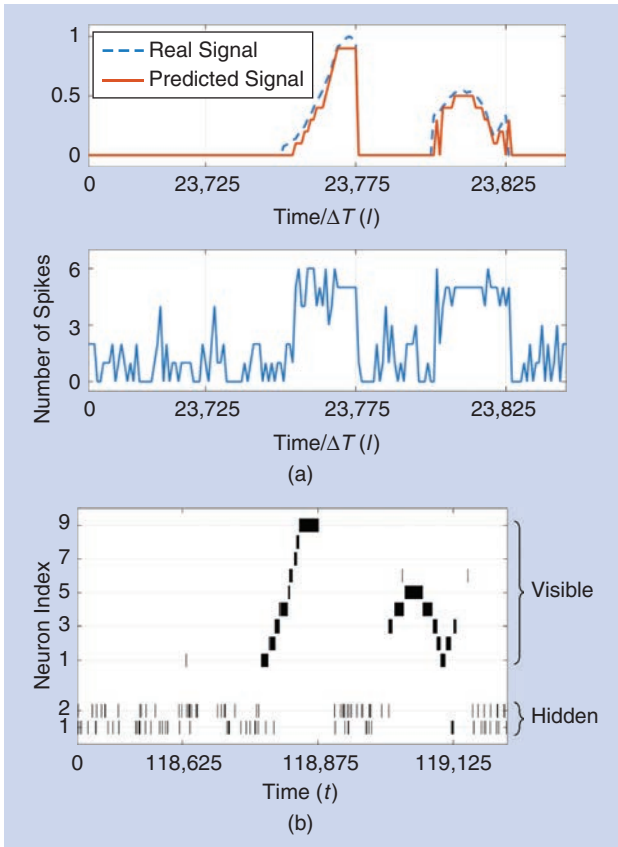 1
Real Signal
Predicted Signal
0.5
0
0 23,725 23,775 23,825
Time/ΔT (l)
Number of Spikes
6
3
0
0 23,725 23,775 23,825
Time/ΔT (l)
(a)
Neuron Index
9
7
5
3
1
Visible
2
1
Hidden
0 118,625 118,875 119,125
Time (t)
(b)